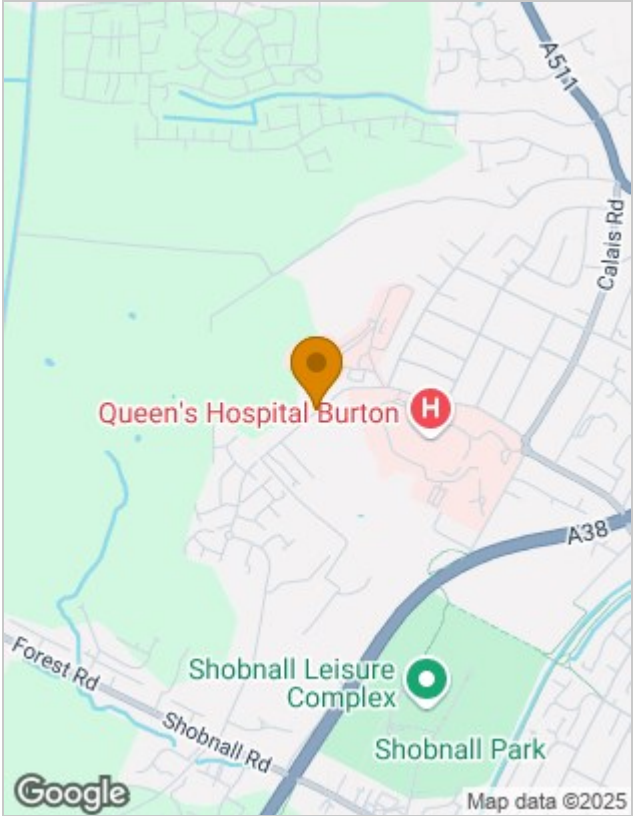 A511
Calais Rd
Queen's Hospital Burton
H
A38
Forest Rd
Shobnall Leisure
Complex
Shobnall Rd
Shobnall Park
Google
Map data ©2025